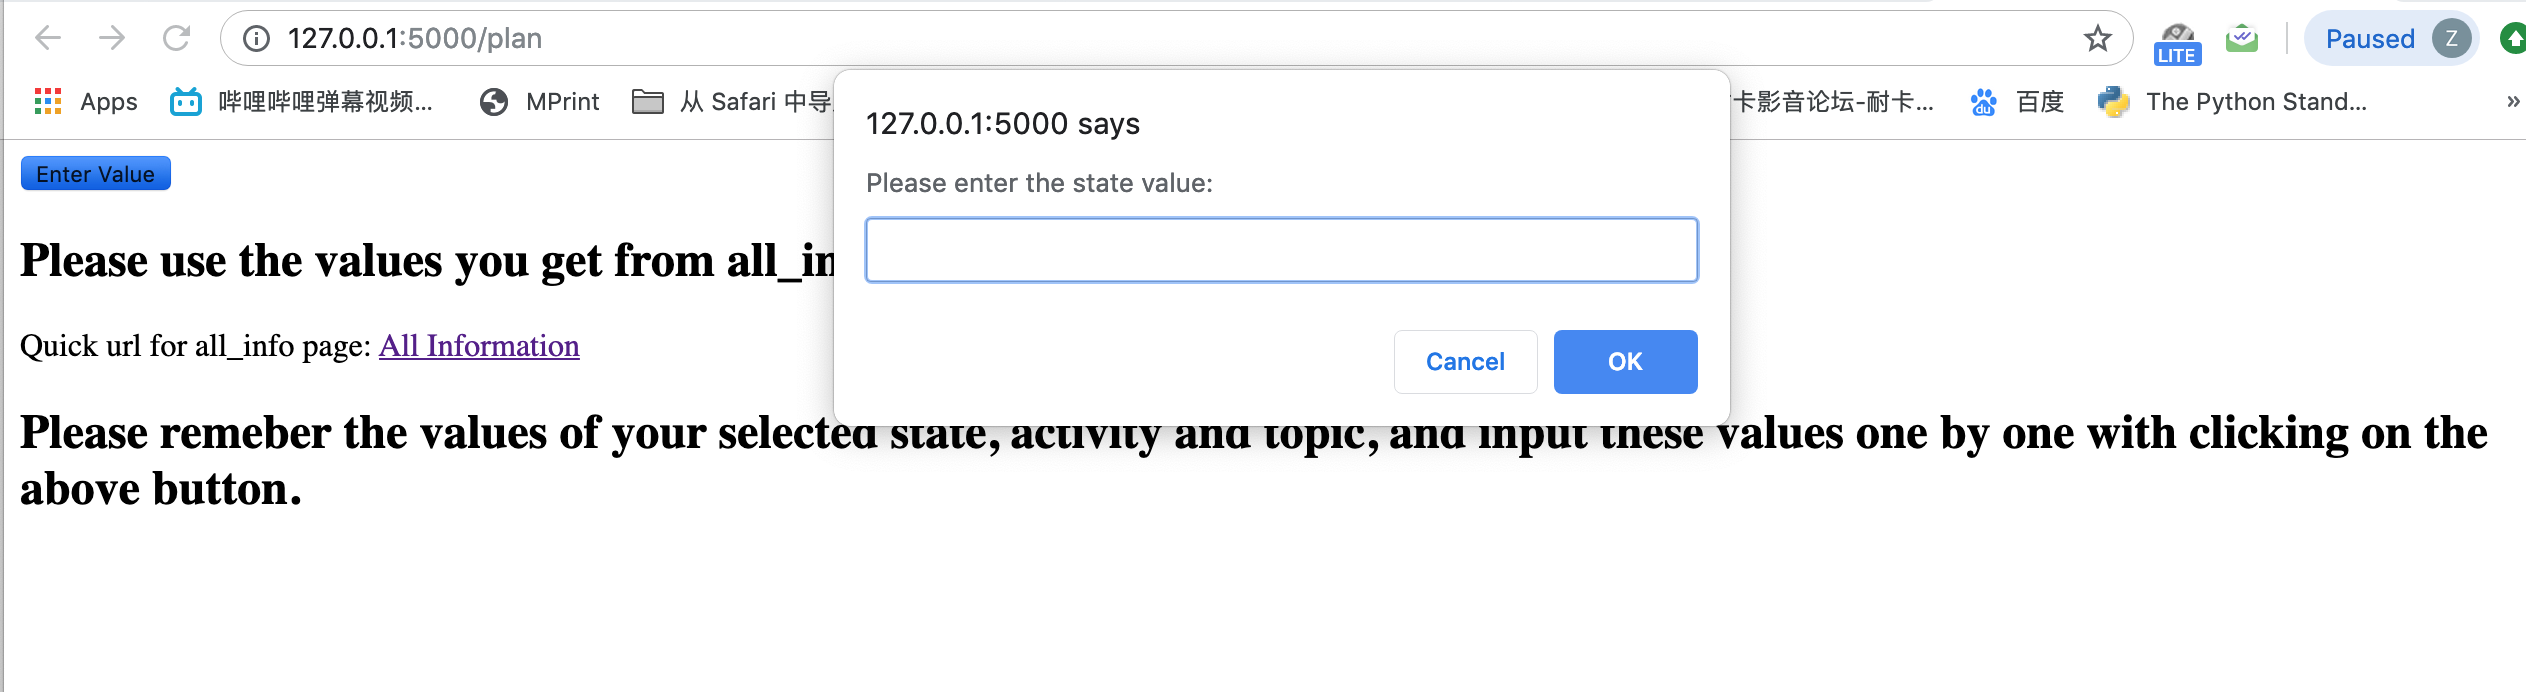 127.0.0.1:5000/plan
LITE
Paused
Z
Apps
哔哩哔哩弹幕视频...
MPrint
从 Safari 中导
卡影音论坛-耐卡...
du
百度
The Python Stand...
»
127.0.0.1:5000 says
Please enter the state value:
Cancel
OK
Enter Value
Please use the values you get from
Quick url for all_info page: All Information
Please remeber the values of your selected state, activity and topic, and input these values one by one with clicking on the
above button.